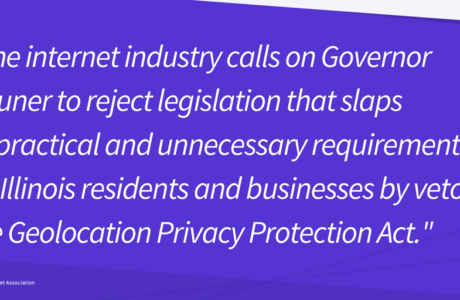 he internet industry calls on Governor
uner to reject legislation that slaps
practical and unnecessary requirement
Illinois residents and businesses by veto
e Geolocation Privacy Protection Act."
et Association